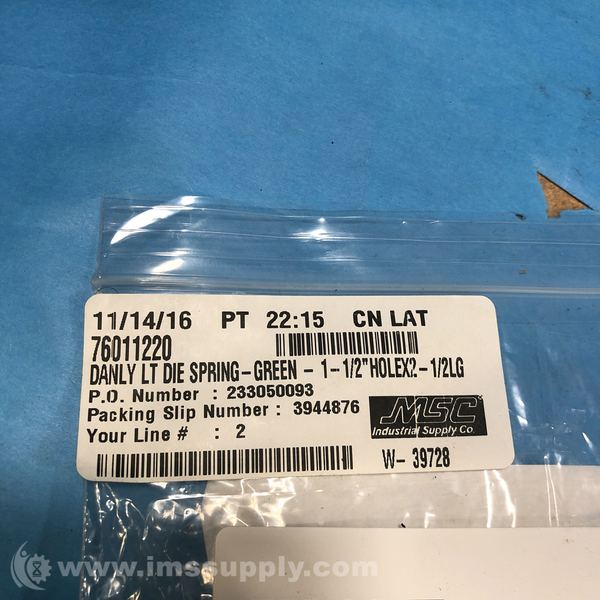 11/14/16 PT 22:15 CN LAT
76011220
DANLY LT DIE SPRING-GREEN - 1-1/2"HOLEX2-1/2LG
P.O. Number : 233050093
Packing Slip Number : 3944876
MSC
Industrial Supply Co.
Your Line # : 2
W- 39728
www.imssupply.com